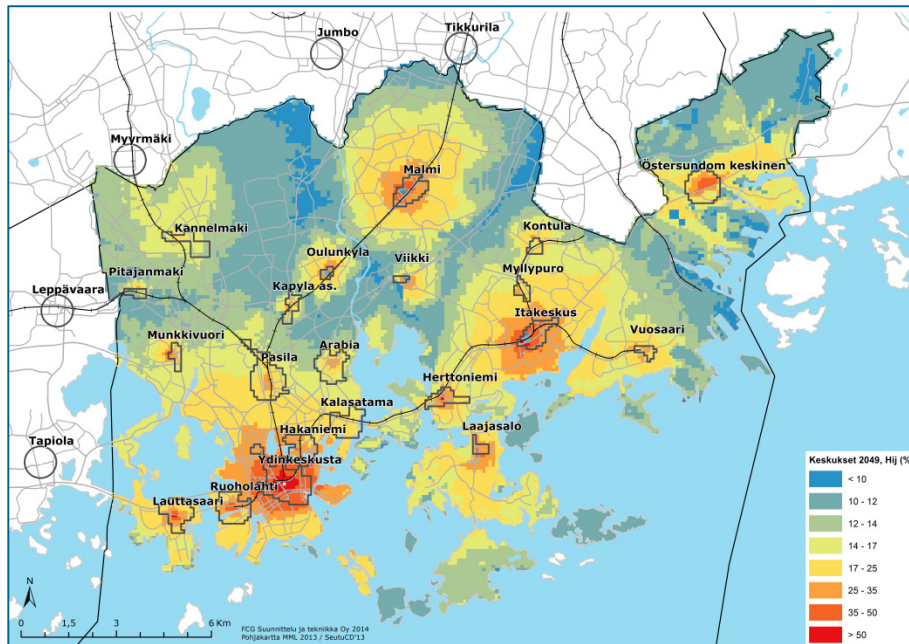 Jumbo
Tikkurila
Myyrmäki
Malmi
Östersundom keskinen
Kannelmäki
Kontula
Oulunkyla
Viikki
Pitajanmaki
Myllypuro
Leppävaara
Kapyla as.
Itakeskus
Munkkivuori
Vuosaari
Pasila
Arabia
Herttoniemi
Kalasatama
Laajasalo
Hakaniemi
Tapiola
Ydinkeskusta
Ruoholahti
Lauttasaari
Keskukset 2049, Hij (%
< 10
10 - 12
12 - 14
14 - 17
17 - 25
25 - 35
35 - 50
> 50
N
0 1,5 3 6 Km
FCG Suunnittelu ja tekniikka Oy 2014
Pohjakartta MML 2013 / SeutuCD'13